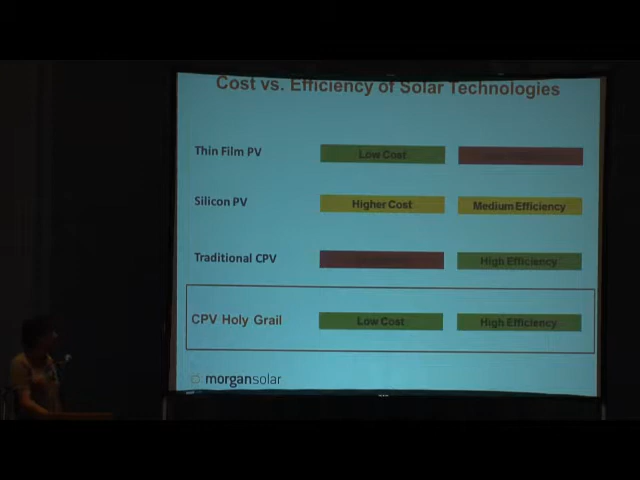 Cost vs. Efficiency of Solar Technologies
Thin Film PV
Low Cost
Silicon PV
Higher Cost
Medium Efficiency
Traditional CPV
High Efficiency
CPV Holy Grail
Low Cost
High Efficiency
morgansolar